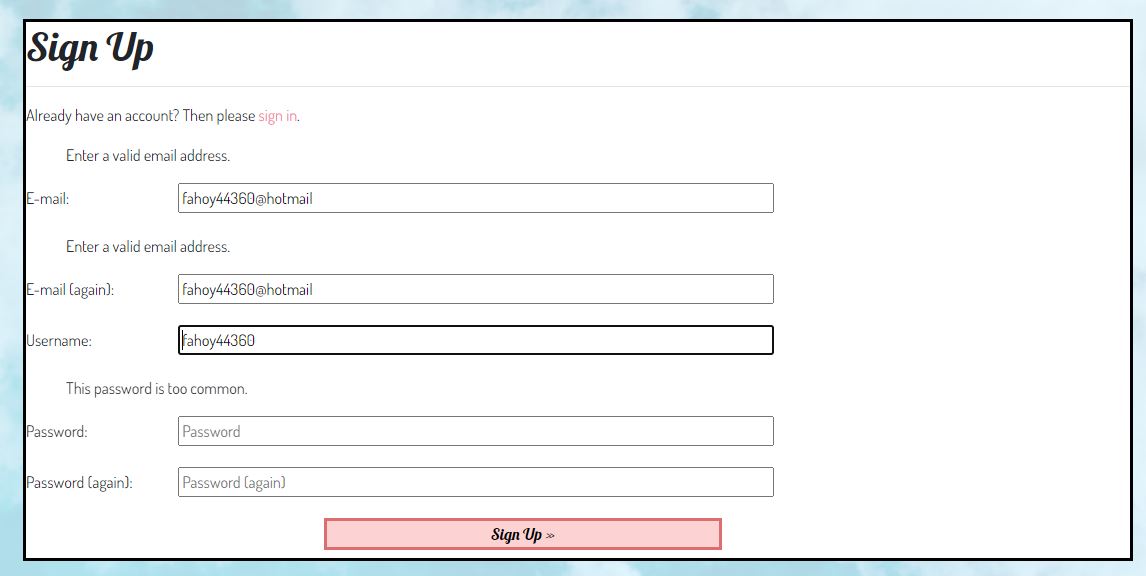 Sign Up
Already have an account? Then please sign in.
Enter a valid email address.
E-mail: fahoy44360@hotmail
Enter a valid email address.
E-mail (again): fahoy44360@hotmail
Username: fahoy44360
This password is too common.
Password: Password
Password (again): Password (again)
Sign Up »